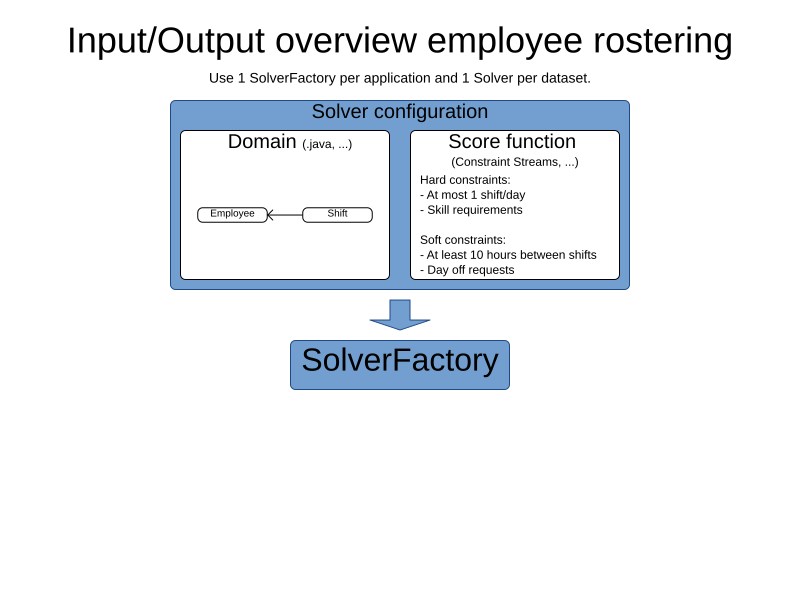 Input/Output overview employee rostering
Use 1 SolverFactory per application and 1 Solver per dataset.
Solver configuration
Domain (.java, ...)
Employee
Shift
Score function
(Constraint Streams, ...)
Hard constraints:
- At most 1 shift/day
- Skill requirements
Soft constraints:
- At least 10 hours between shifts
- Day off requests
SolverFactory